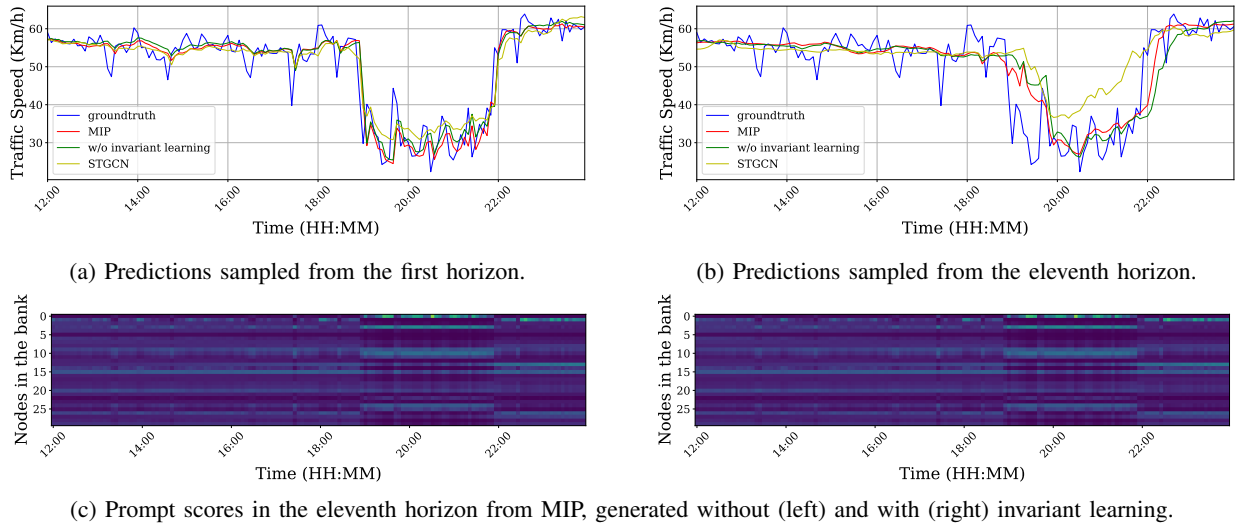 Traffic Speed (Km/h)
60
50
40
30
groundtruth
MIP
w/o invariant learning
STGCN
12:00
14:00
16:00
18:00
20:00
22:00
Time (HH:MM)
(a) Predictions sampled from the first horizon.
Traffic Speed (Km/h)
60
50
40
30
groundtruth
MIP
w/o invariant learning
STGCN
12:00
14:00
16:00
18:00
20:00
22:00
Time (HH:MM)
(b) Predictions sampled from the eleventh horizon.
Nodes in the bank
0
5
10
15
20
25
12:00
14:00
16:00
18:00
20:00
22:00
Time (HH:MM)
Nodes in the bank
0
5
10
15
20
25
12:00
14:00
16:00
18:00
20:00
22:00
Time (HH:MM)
(c) Prompt scores in the eleventh horizon from MIP, generated without (left) and with (right) invariant learning.